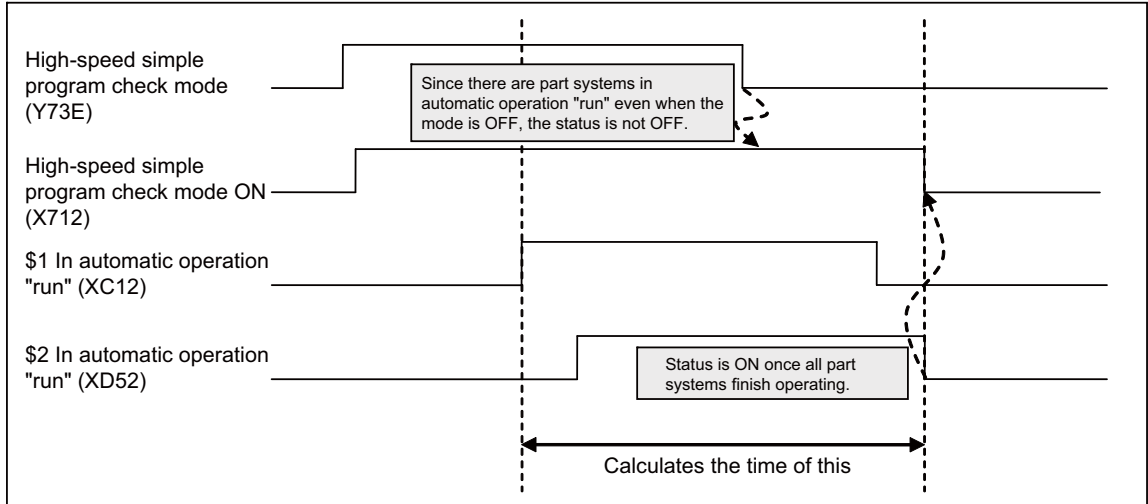 High-speed simple
program check mode
(Y73E)
Since there are part systems in
automatic operation "run" even when the
mode is OFF, the status is not OFF.
High-speed simple
program check mode ON
(X712)
$1 In automatic operation
"run" (XC12)
$2 In automatic operation
"run" (XD52)
Status is ON once all part
systems finish operating.
Calculates the time of this